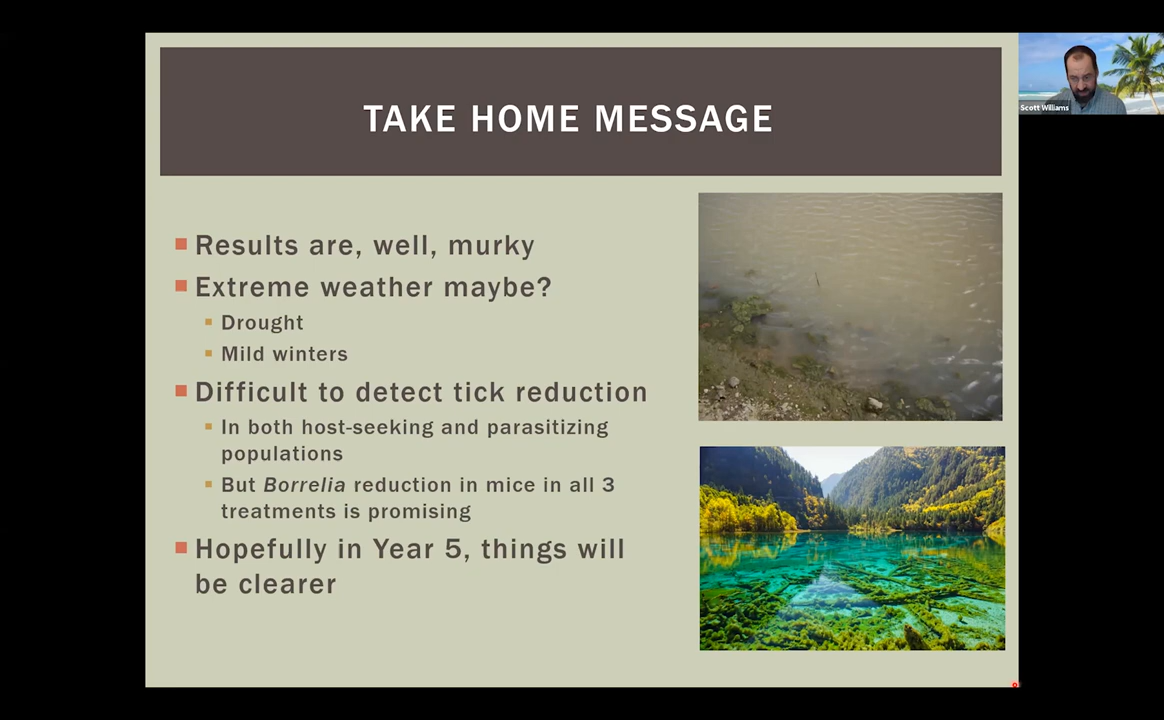 TAKE HOME MESSAGE
Scott Williams
Results are, well, murky
Extreme weather maybe?
Drought
Mild winters
Difficult to detect tick reduction
In both host-seeking and parasitizing
populations
But Borrelia reduction in mice in all 3
treatments is promising
Hopefully in Year 5, things will
be clearer